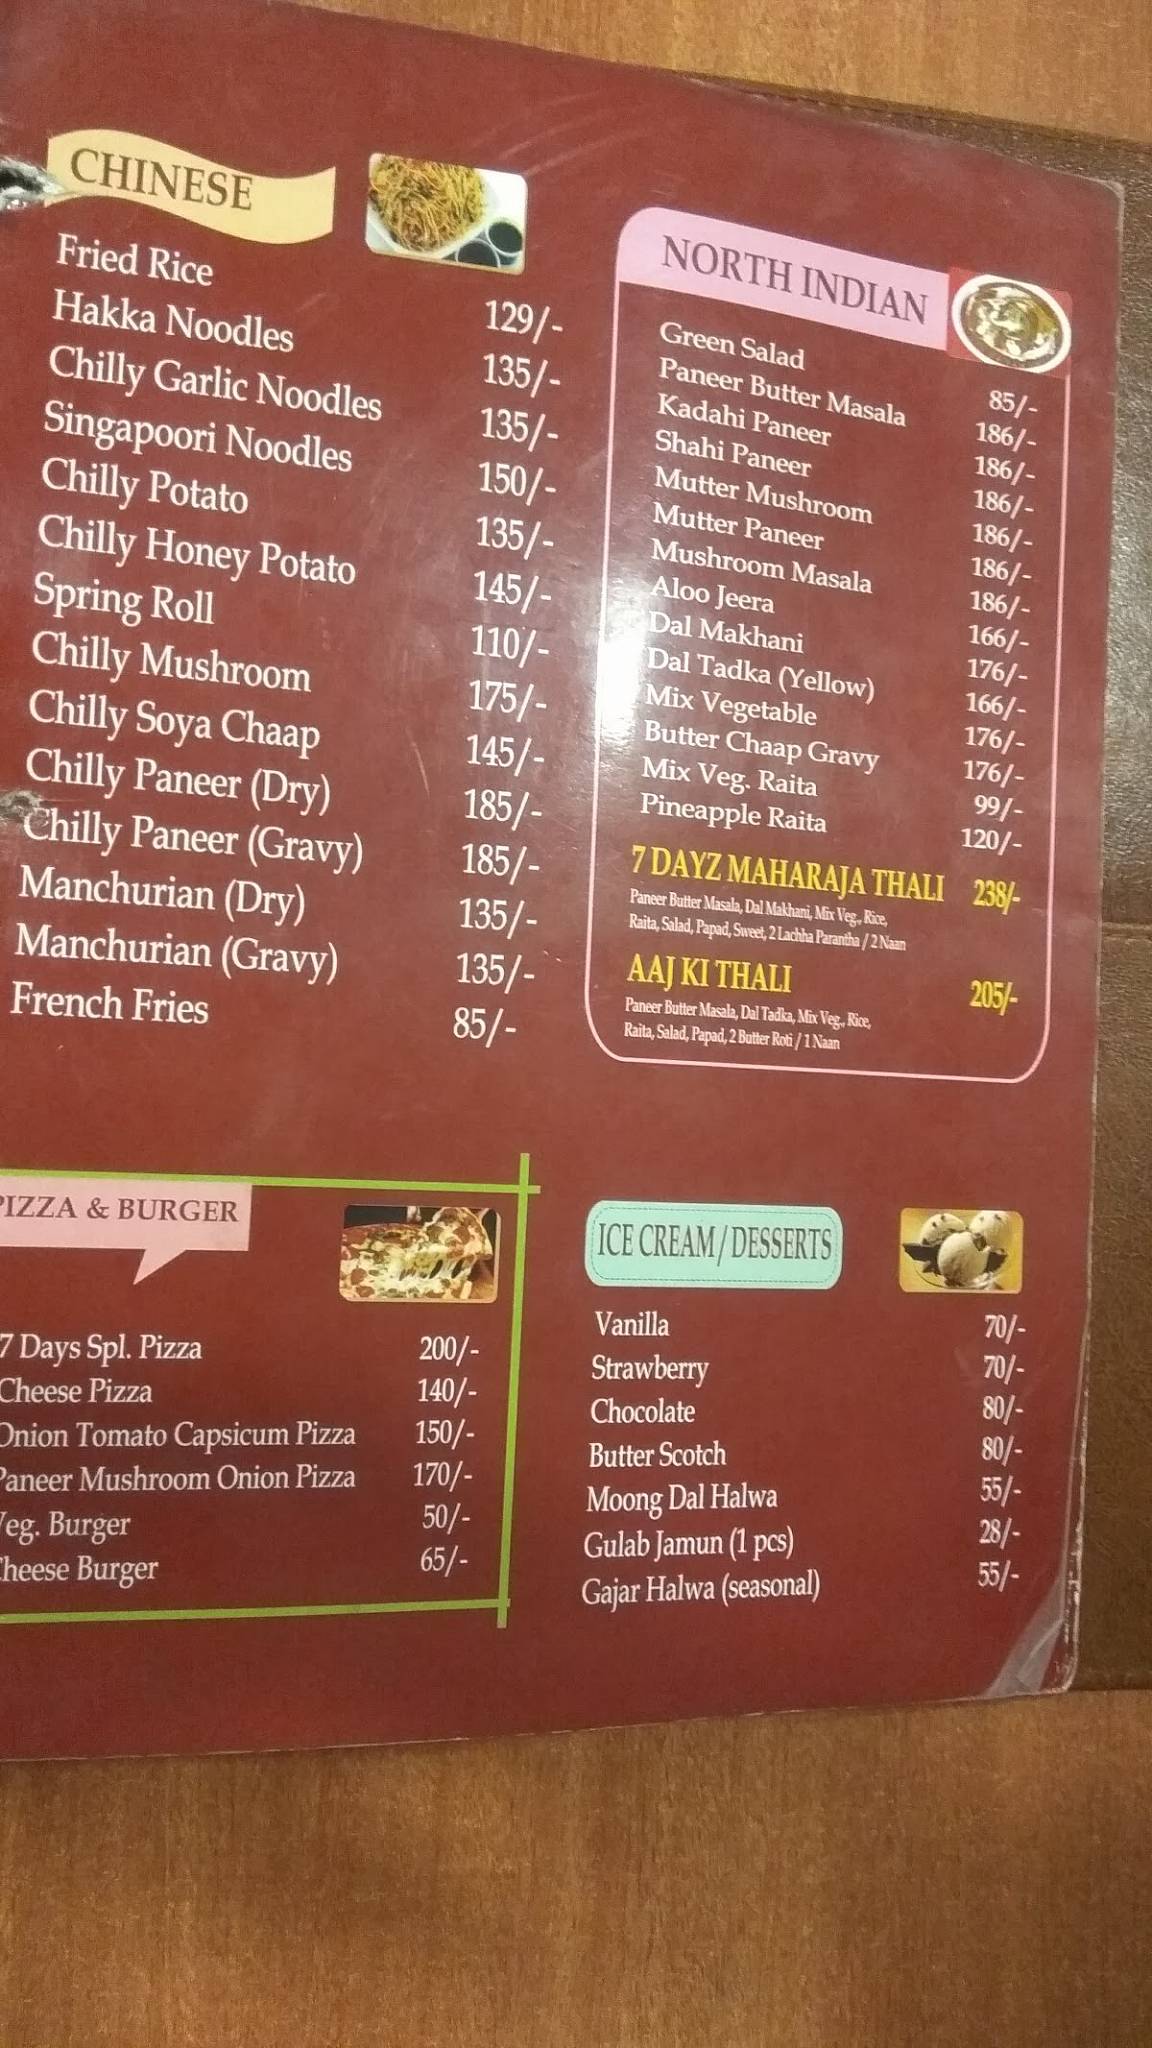 CHINESE
Fried Rice 129/-
Hakka Noodles 135/-
Chilly Garlic Noodles 135/-
Singapoori Noodles 150/-
Chilly Potato 135/-
Chilly Honey Potato 145/-
Spring Roll 110/-
Chilly Mushroom 175/-
Chilly Soya Chaap 145/-
Chilly Paneer (Dry) 185/-
Chilly Paneer (Gravy) 185/-
Manchurian (Dry) 135/-
Manchurian (Gravy) 135/-
French Fries 85/-
NORTH INDIAN
Green Salad 85/-
Paneer Butter Masala 186/-
Kadahi Paneer 186/-
Shahi Paneer 186/-
Mutter Mushroom 186/-
Mutter Paneer 186/-
Mushroom Masala 186/-
Aloo Jeera 166/-
Dal Makhani 176/-
Dal Tadka (Yellow) 166/-
Mix Vegetable 176/-
Butter Chaap Gravy 176/-
Mix Veg. Raita 99/-
Pineapple Raita 120/-
7 DAYZ MAHARAJA THALI 238/-
Paneer Butter Masala, Dal Makhani, Mix Veg., Rice,
Raita, Salad, Papad, Sweet, 2 Lachha Parantha / 2 Naan
AAJ KI THALI 205/-
Paneer Butter Masala, Dal Tadka, Mix Veg., Rice,
Raita, Salad, Papad, 2 Butter Roti / 1 Naan
PIZZA & BURGER
7 Days Spl. Pizza 200/-
Cheese Pizza 140/-
Onion Tomato Capsicum Pizza 150/-
Paneer Mushroom Onion Pizza 170/-
Veg. Burger 50/-
Cheese Burger 65/-
ICE CREAM / DESSERTS
Vanilla 70/-
Strawberry 70/-
Chocolate 80/-
Butter Scotch 80/-
Moong Dal Halwa 55/-
Gulab Jamun (1 pcs) 28/-
Gajar Halwa (seasonal) 55/-